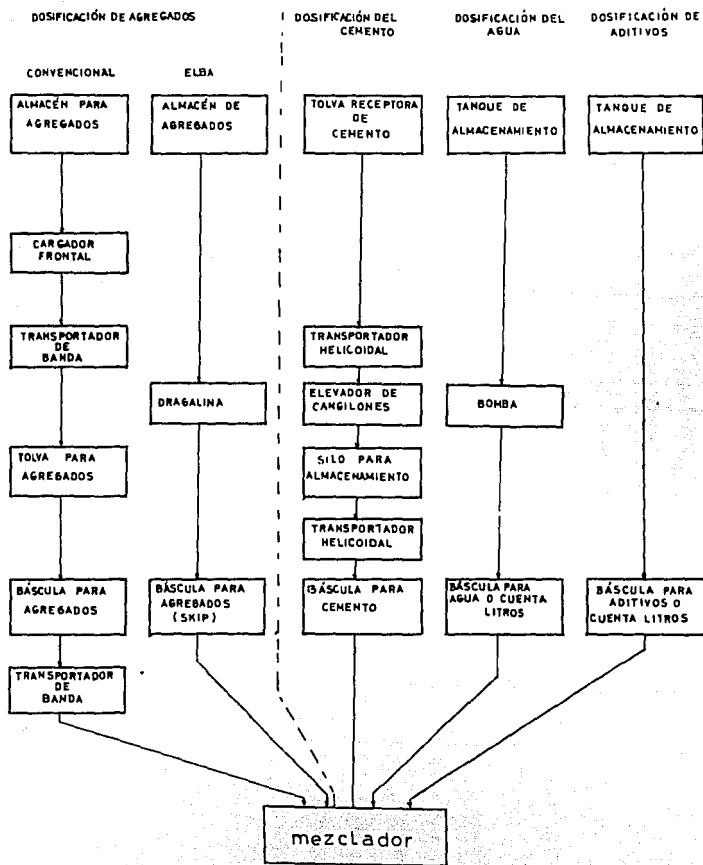 DOSIFICACIÓN DE AGREGADOS
CONVENCIONAL
ALMACÉN PARA
AGREGADOS
CARGADOR
FRONTAL
TRANSPORTADOR
DE
BANDA
TOLVA PARA
AGREGADOS
BÁSCULA PARA
AGREGADOS
TRANSPORTADOR
DE
BANDA
ELBA
ALMACÉN DE
AGREGADOS
DRAGALINA
BÁSCULA PARA
AGREGADOS
(SKIP)
DOSIFICACIÓN DEL
CEMENTO
TOLVA RECEPTORA
DE
CEMENTO
TRANSPORTADOR
HELICOIDAL
ELEVADOR DE
CANGILONES
SILO PARA
ALMACENAMIENTO
TRANSPORTADOR
HELICOIDAL
BÁSCULA PARA
CEMENTO
DOSIFICACIÓN DEL
AGUA
TANQUE DE
ALMACENAMIENTO
BOMBA
BÁSCULA PARA
AGUA O CUENTA
LITROS
DOSIFICACIÓN DE
ADITIVOS
TANQUE DE
ALMACENAMIENTO
BÁSCULA PARA
ADITIVOS O
CUENTA LITROS
mezclador